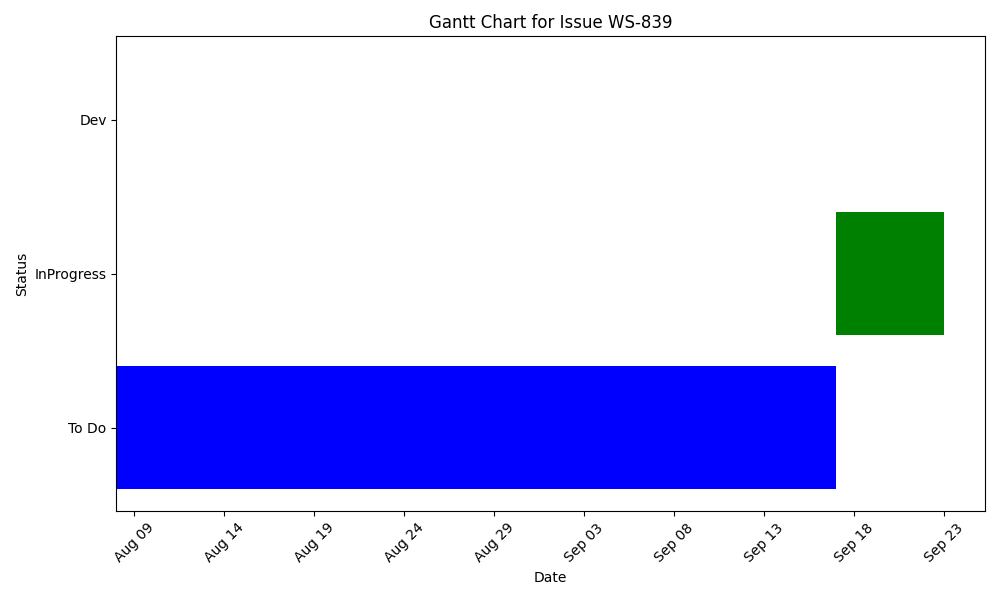 Gantt Chart for Issue WS-839
Status
Dev
InProgress
To Do
Aug 09
Aug 14
Aug 19
Aug 24
Aug 29
Sep 03
Sep 08
Sep 13
Sep 18
Sep 23
Date